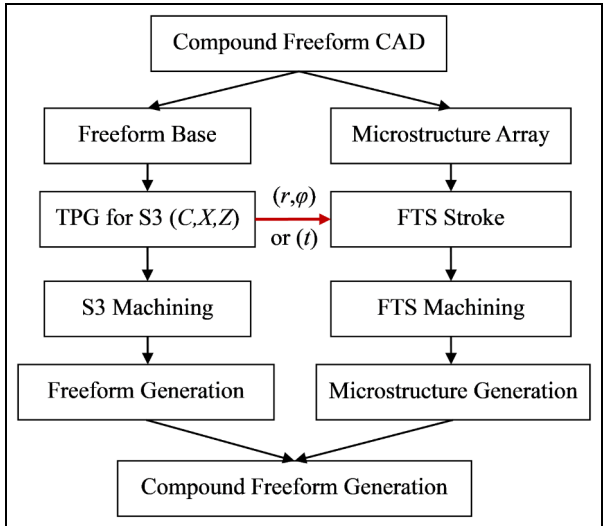 Compound Freeform CAD
Freeform Base
Microstructure Array
TPG for S3 (C,X,Z)
(r,φ)
or (t)
FTS Stroke
S3 Machining
FTS Machining
Freeform Generation
Microstructure Generation
Compound Freeform Generation